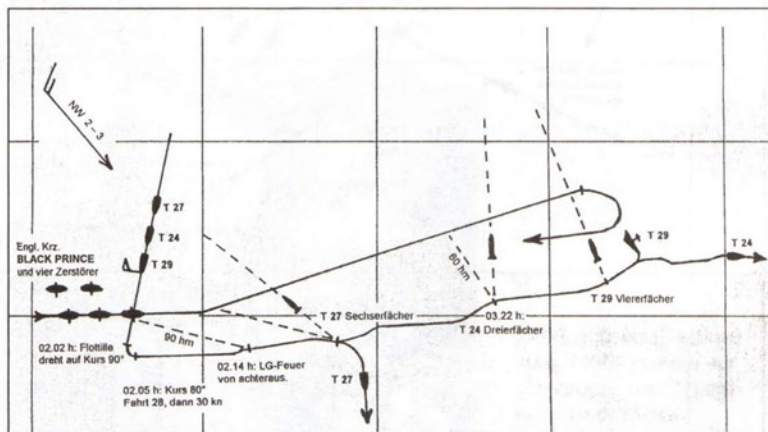 NW 2 – 3
T 27
T 24
T 29
Engl. Krz.
BLACK PRINCE
und vier Zerstörer
02.02 h: Flottille
dreht auf Kurs 90°
02.05 h: Kurs 80°
Fahrt 28, dann 30 kn
90 hm
02.14 h: LG-Feuer
von achteraus.
T 27 Sechserfächer
T 27
80 hm
03.22 h:
T 24 Dreierfächer
T 29 Viererfächer
T 29
T 24